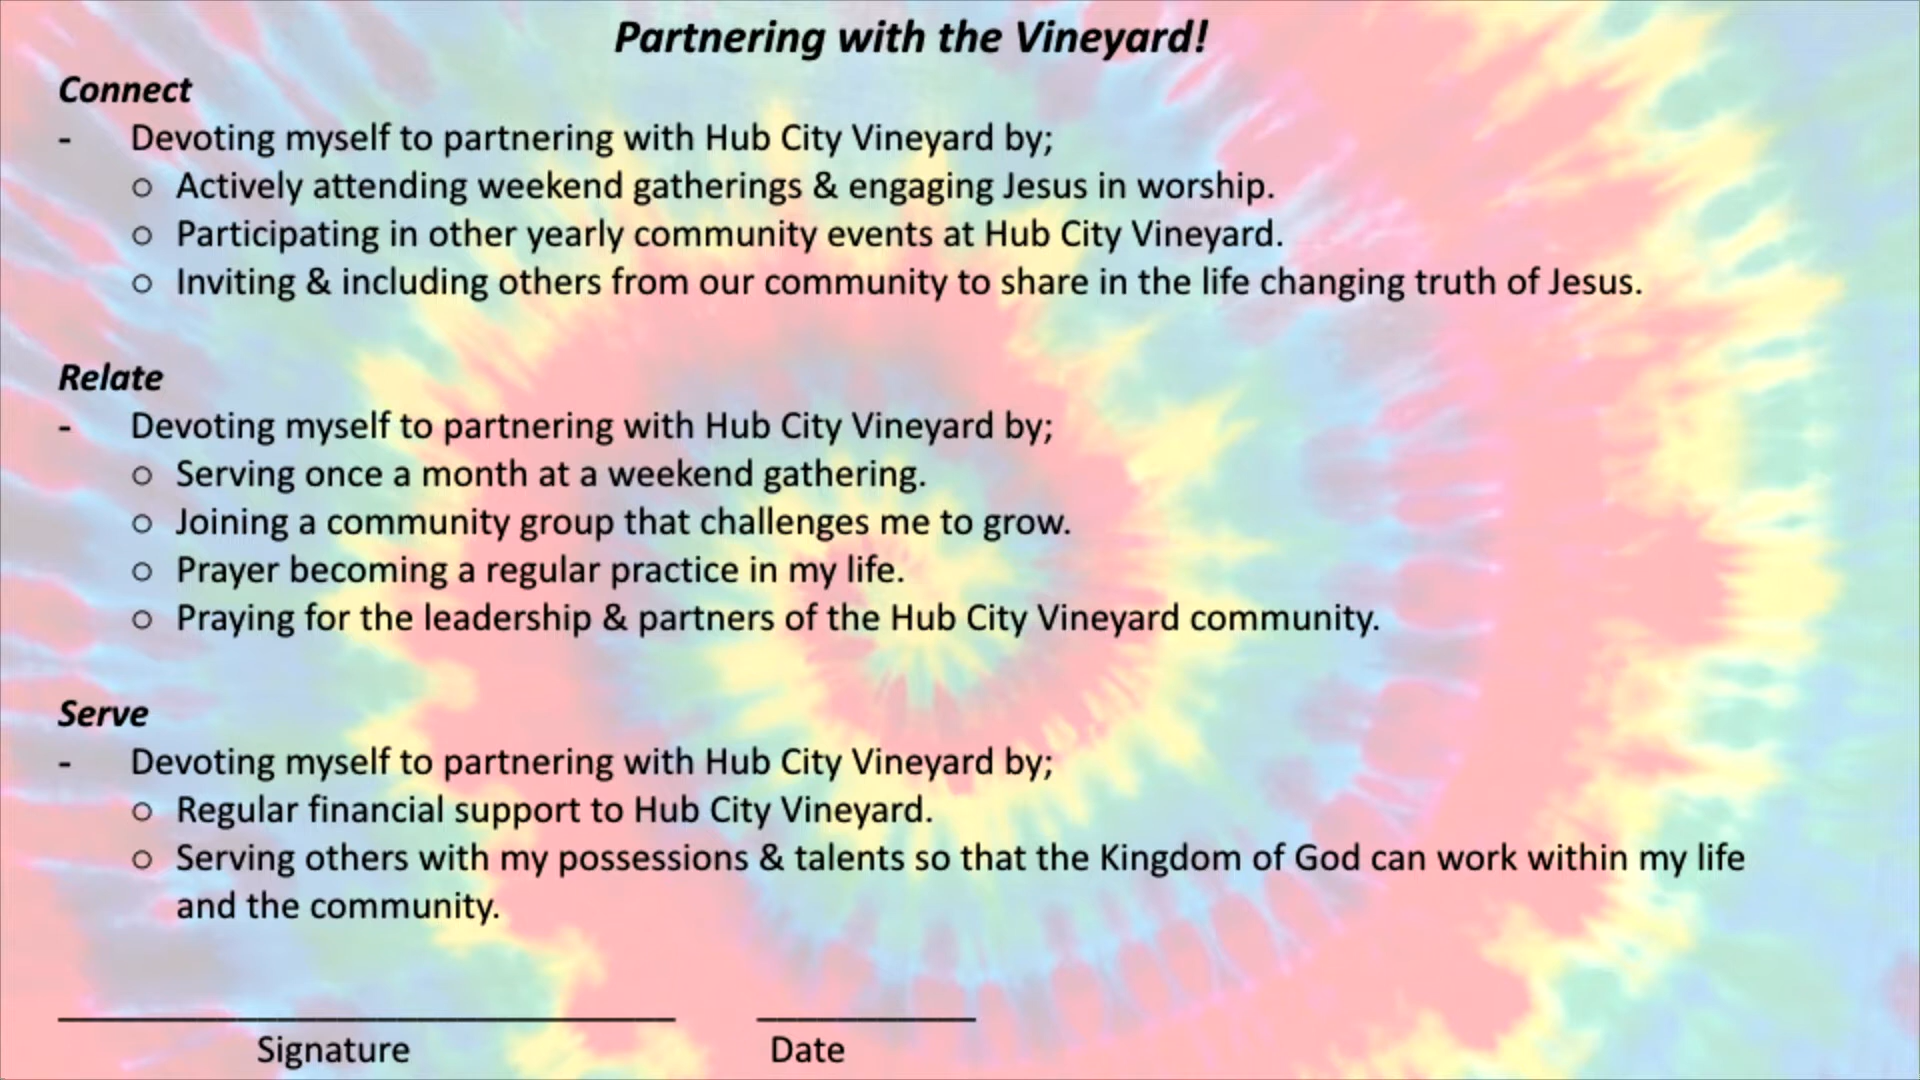 Partnering with the Vineyard!
Connect
- Devoting myself to partnering with Hub City Vineyard by;
○ Actively attending weekend gatherings & engaging Jesus in worship.
○ Participating in other yearly community events at Hub City Vineyard.
○ Inviting & including others from our community to share in the life changing truth of Jesus.
Relate
- Devoting myself to partnering with Hub City Vineyard by;
○ Serving once a month at a weekend gathering.
○ Joining a community group that challenges me to grow.
○ Prayer becoming a regular practice in my life.
○ Praying for the leadership & partners of the Hub City Vineyard community.
Serve
- Devoting myself to partnering with Hub City Vineyard by;
○ Regular financial support to Hub City Vineyard.
○ Serving others with my possessions & talents so that the Kingdom of God can work within my life
and the community.
Signature Date